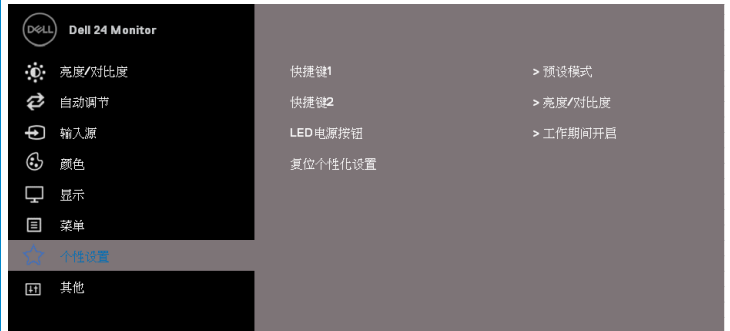 DELL Dell 24 Monitor
亮度/对比度
自动调节
输入源
颜色
显示
菜单
个性设置
其他
快捷键1 > 预设模式
快捷键2 > 亮度/对比度
LED电源按钮 > 工作期间开启
复位个性化设置